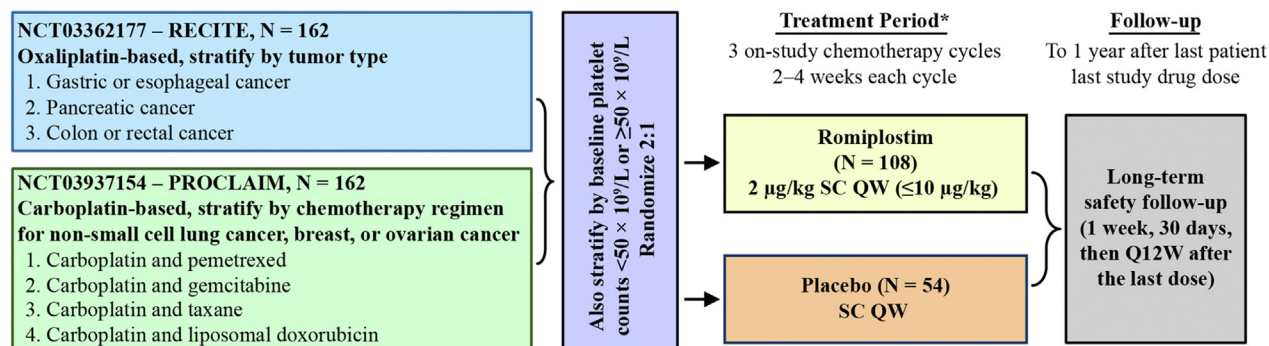 NCT03362177 – RECITE, N = 162
Oxaliplatin-based, stratify by tumor type
1. Gastric or esophageal cancer
2. Pancreatic cancer
3. Colon or rectal cancer
NCT03937154 – PROCLAIM, N = 162
Carboplatin-based, stratify by chemotherapy regimen
for non-small cell lung cancer, breast, or ovarian cancer
1. Carboplatin and pemetrexed
2. Carboplatin and gemcitabine
3. Carboplatin and taxane
4. Carboplatin and liposomal doxorubicin
Also stratify by baseline platelet
counts <50 × 10⁹/L or ≥50 × 10⁹/L
Randomize 2:1
Treatment Period*
3 on-study chemotherapy cycles
2–4 weeks each cycle
Romiplostim
(N = 108)
2 µg/kg SC QW (≤10 µg/kg)
Placebo (N = 54)
SC QW
Follow-up
To 1 year after last patient
last study drug dose
Long-term
safety follow-up
(1 week, 30 days,
then Q12W after
the last dose)